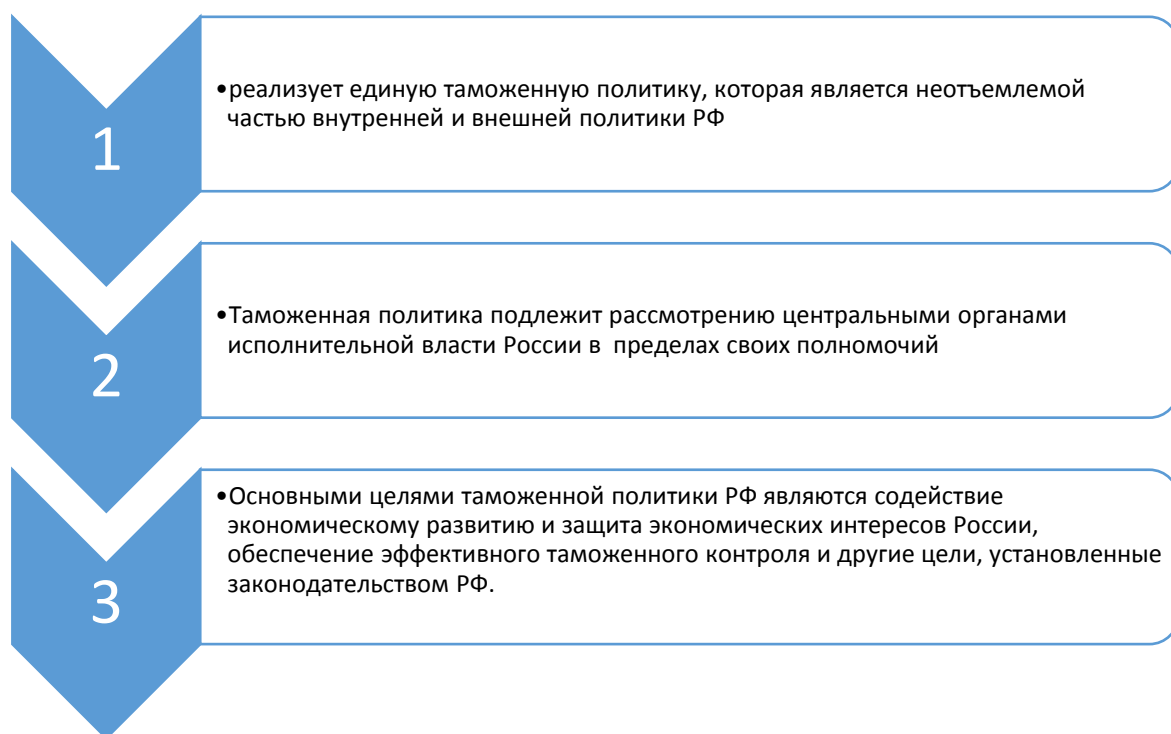 1
•реализует единую таможенную политику, которая является неотъемлемой
частью внутренней и внешней политики РФ
2
•Таможенная политика подлежит рассмотрению центральными органами
исполнительной власти России в  пределах своих полномочий
3
•Основными целями таможенной политики РФ являются содействие
экономическому развитию и защита экономических интересов России,
обеспечение эффективного таможенного контроля и другие цели, установленные
законодательством РФ.